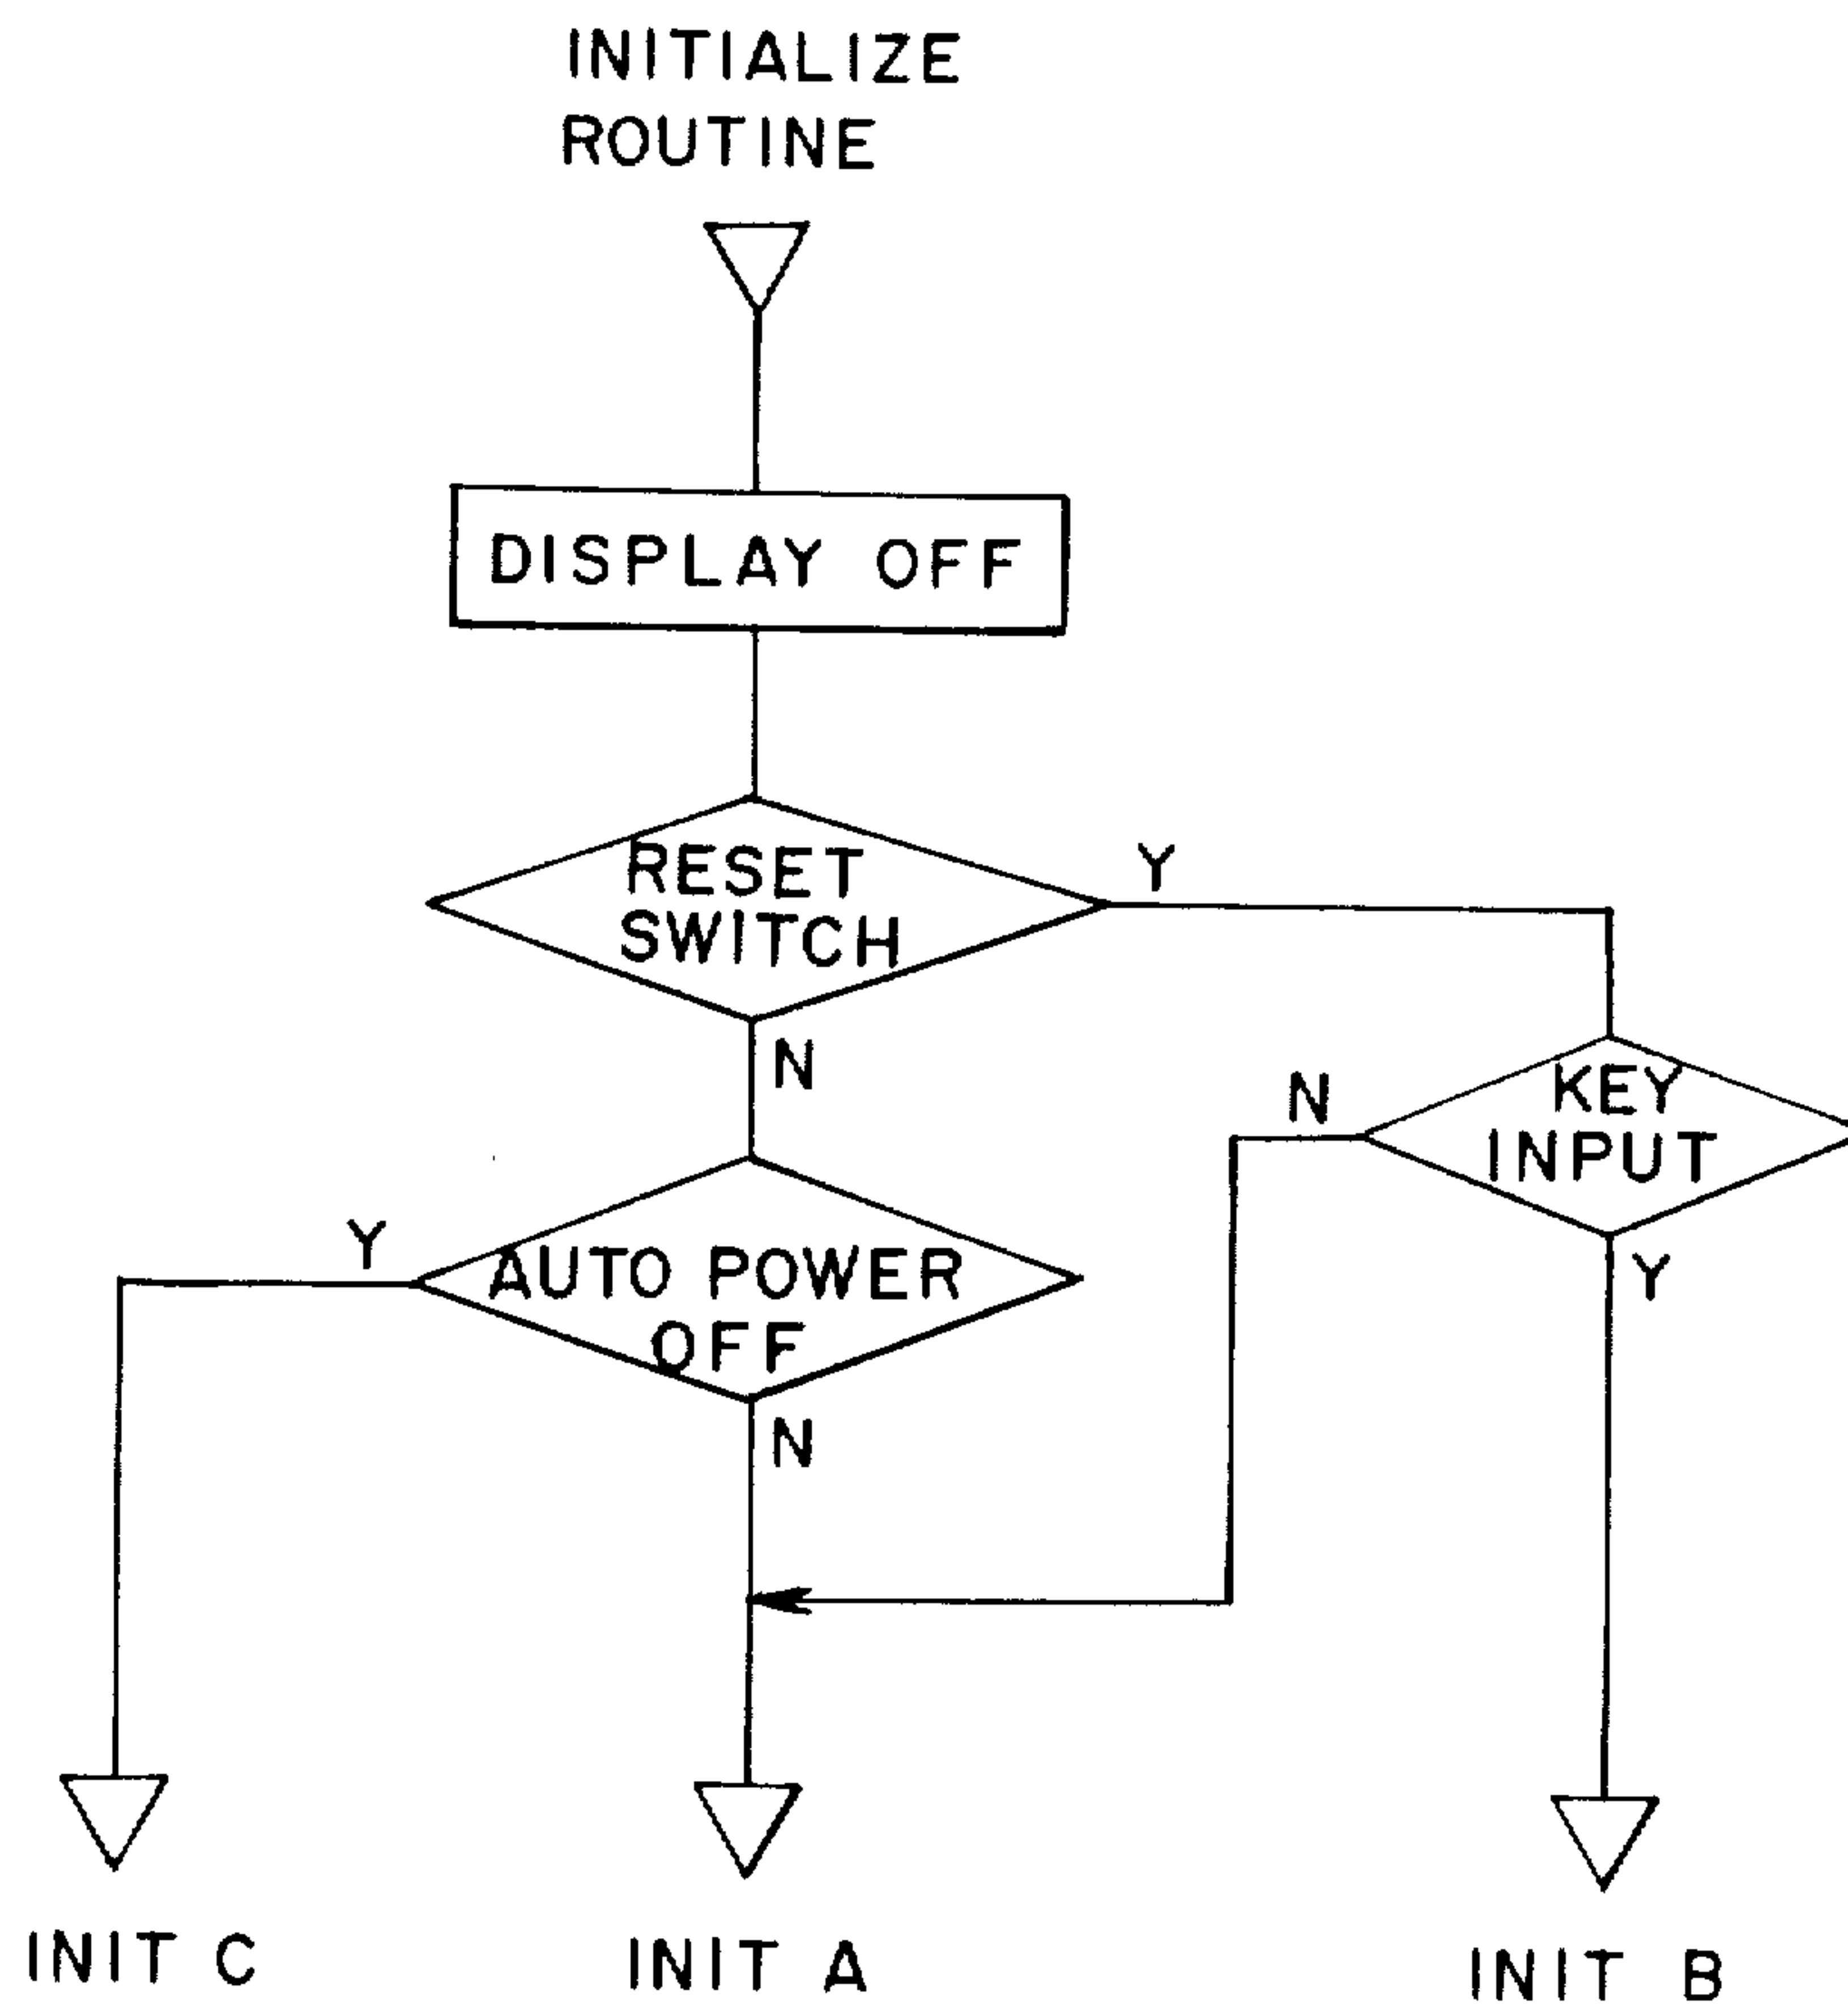 INITIALIZE
ROUTINE
DISPLAY OFF
RESET
SWITCH
Y
N
KEY
INPUT
N
Y
AUTO POWER
OFF
Y
N
INIT C
INIT A
INIT B